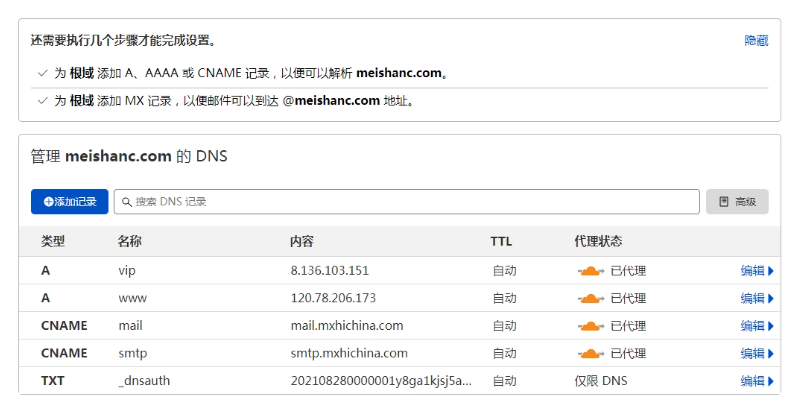 还需要执行几个步骤才能完成设置。 隐藏
为 根域 添加 A、AAAA 或 CNAME 记录，以便可以解析 meishanc.com。
为 根域 添加 MX 记录，以便邮件可以到达 @meishanc.com 地址。
管理 meishanc.com 的 DNS
添加记录 搜索 DNS 记录 高级
类型 名称 内容 TTL 代理状态
A vip 8.136.103.151 自动 已代理 编辑
A www 120.78.206.173 自动 已代理 编辑
CNAME mail mail.mxhichina.com 自动 已代理 编辑
CNAME smtp smtp.mxhichina.com 自动 已代理 编辑
TXT _dnsauth 202108280000001y8ga1kjsj5a... 自动 仅限 DNS 编辑